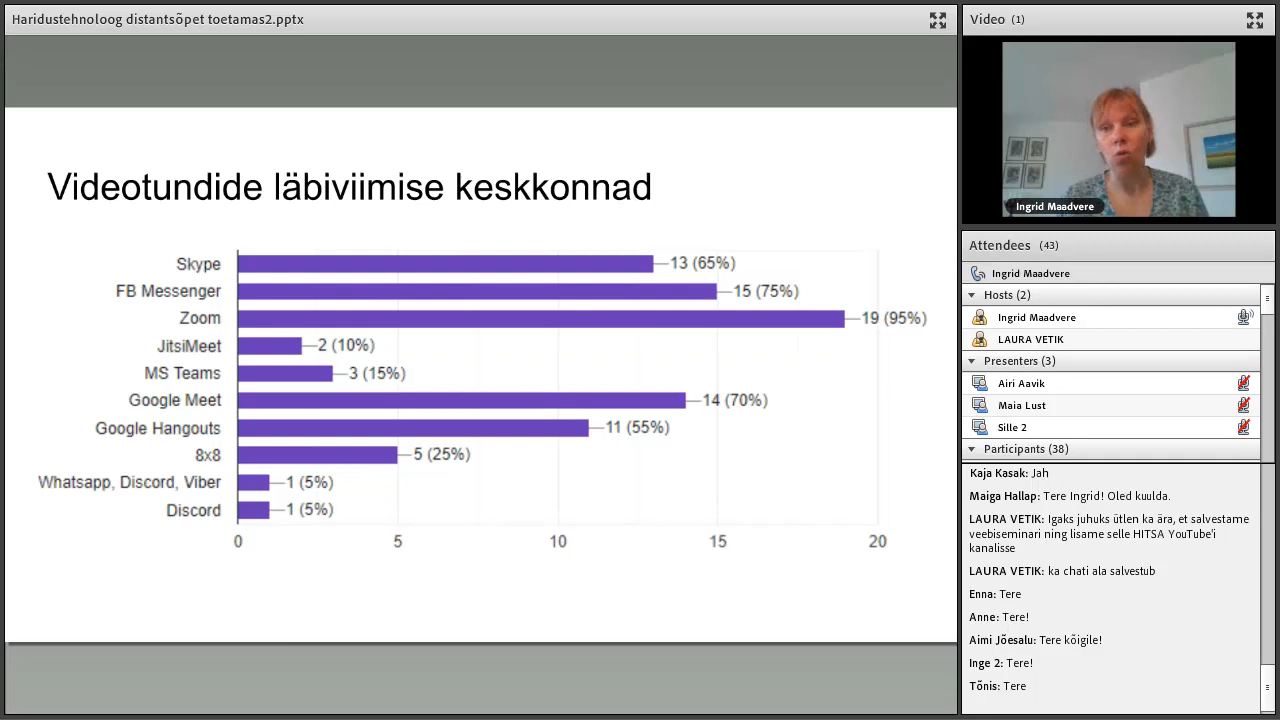 Haridustehnoloog distantsõpet toetamas2.pptx
Videotundide läbiviimise keskkonnad
Skype 13 (65%)
FB Messenger 15 (75%)
Zoom 19 (95%)
JitsiMeet 2 (10%)
MS Teams 3 (15%)
Google Meet 14 (70%)
Google Hangouts 11 (55%)
8x8 5 (25%)
Whatsapp, Discord, Viber 1 (5%)
Discord 1 (5%)
0 5 10 15 20
Video (1)
Ingrid Maadvere
Attendees (43)
Ingrid Maadvere
Hosts (2)
Ingrid Maadvere
LAURA VETIK
Presenters (3)
Airi Aavik
Maia Lust
Sille 2
Participants (38)
Kaja Kasak: Jah
Maiga Hallap: Tere Ingrid! Oled kuulda.
LAURA VETIK: Igaks juhuks ütlen ka ära, et salvestame
veebiseminari ning lisame selle HITSA YouTube'i
kanalisse
LAURA VETIK: ka chati ala salvestub
Enna: Tere
Anne: Tere!
Aimi Jõesalu: Tere kõigile!
Inge 2: Tere!
Tõnis: Tere